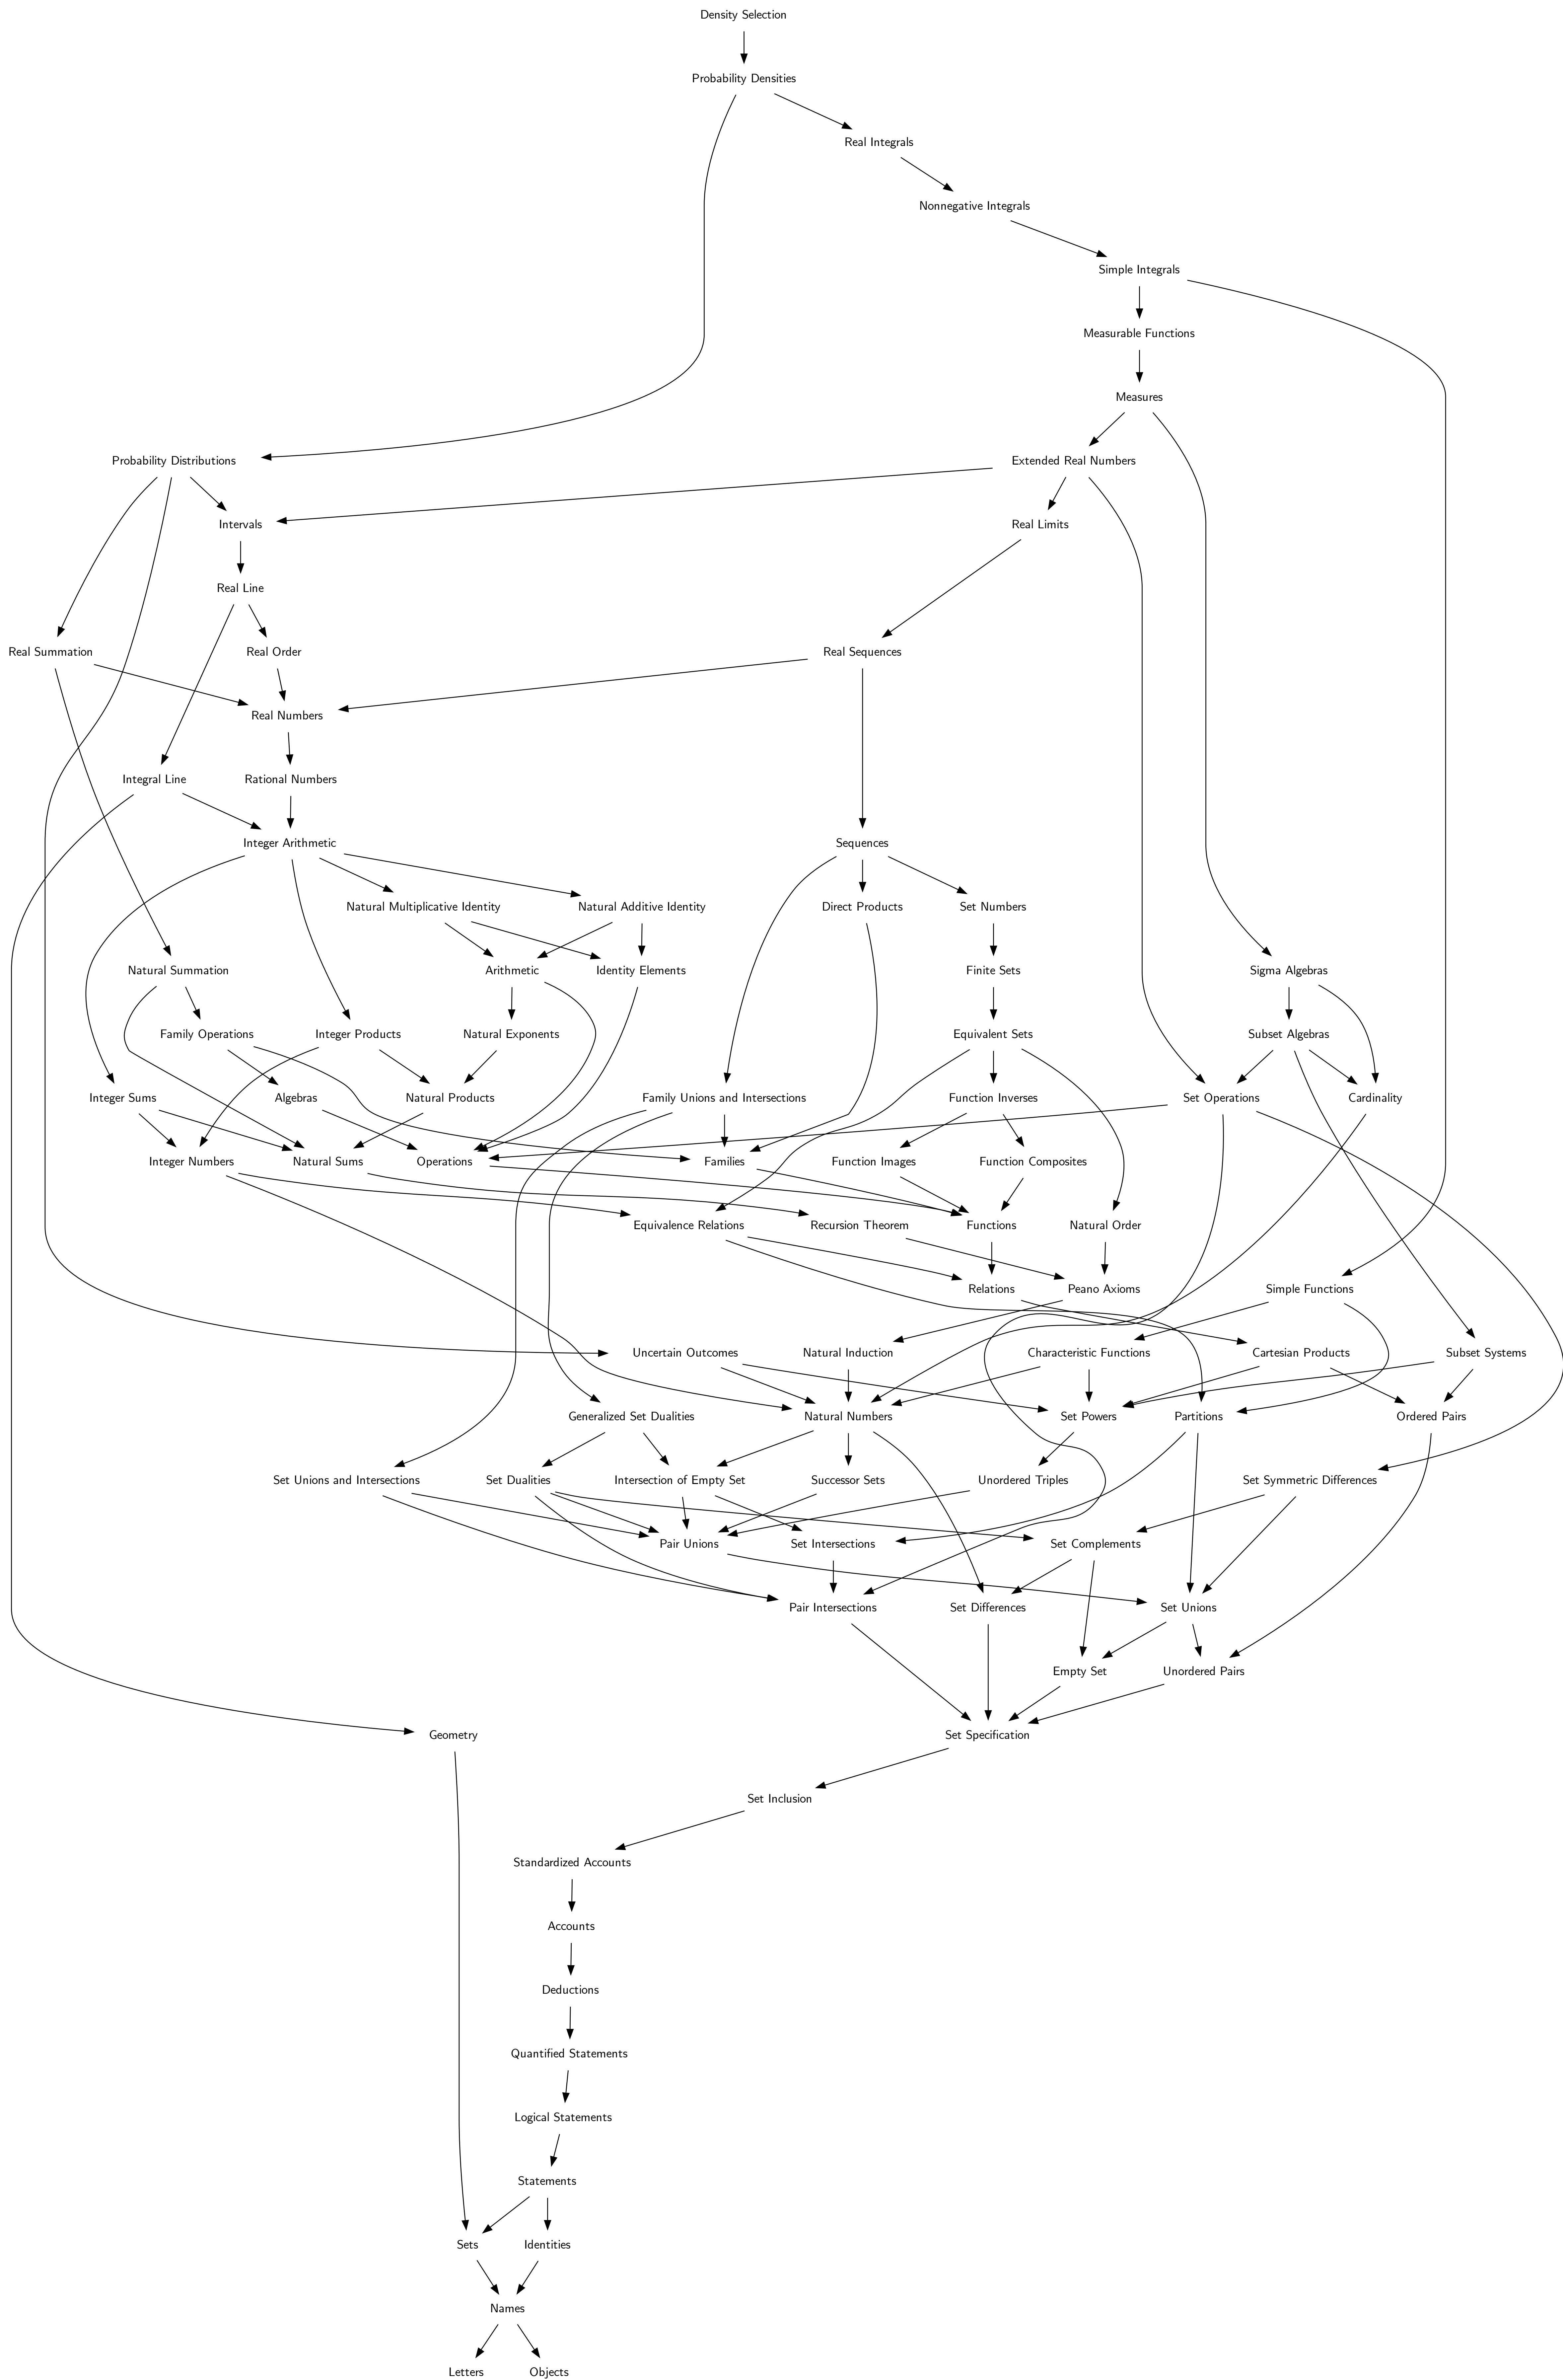 Density Selection
Probability Densities
Real Integrals
Nonnegative Integrals
Simple Integrals
Measurable Functions
Measures
Probability Distributions
Extended Real Numbers
Intervals
Real Limits
Real Line
Real Summation
Real Order
Real Sequences
Real Numbers
Integral Line
Rational Numbers
Integer Arithmetic
Sequences
Natural Multiplicative Identity
Natural Additive Identity
Direct Products
Set Numbers
Natural Summation
Arithmetic
Identity Elements
Finite Sets
Sigma Algebras
Family Operations
Integer Products
Natural Exponents
Equivalent Sets
Subset Algebras
Integer Sums
Algebras
Natural Products
Family Unions and Intersections
Function Inverses
Set Operations
Cardinality
Integer Numbers
Natural Sums
Operations
Families
Function Images
Function Composites
Equivalence Relations
Recursion Theorem
Functions
Natural Order
Relations
Peano Axioms
Simple Functions
Uncertain Outcomes
Natural Induction
Characteristic Functions
Cartesian Products
Subset Systems
Generalized Set Dualities
Natural Numbers
Set Powers
Partitions
Ordered Pairs
Set Unions and Intersections
Set Dualities
Intersection of Empty Set
Successor Sets
Unordered Triples
Set Symmetric Differences
Pair Unions
Set Intersections
Set Complements
Pair Intersections
Set Differences
Set Unions
Empty Set
Unordered Pairs
Geometry
Set Specification
Set Inclusion
Standardized Accounts
Accounts
Deductions
Quantified Statements
Logical Statements
Statements
Sets
Identities
Names
Letters
Objects